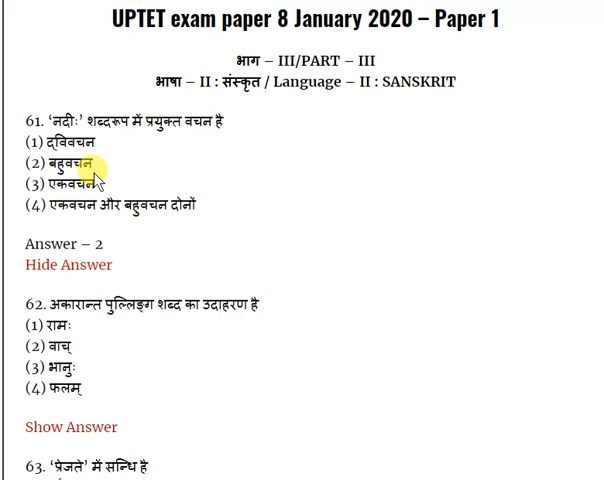 UPTET exam paper 8 January 2020 – Paper 1
भाग – III/PART – III
भाषा – II : संस्कृत / Language – II : SANSKRIT
61. ‘नदीः’ शब्दरूप में प्रयुक्त वचन है
(1) द्विवचन
(2) बहुवचन
(3) एकवचन
(4) एकवचन और बहुवचन दोनों
Answer – 2
Hide Answer
62. अकारान्त पुल्लिङ्ग शब्द का उदाहरण है
(1) रामः
(2) वाच्
(3) भानुः
(4) फलम्
Show Answer
63. ‘प्रेजते’ में सन्धि है